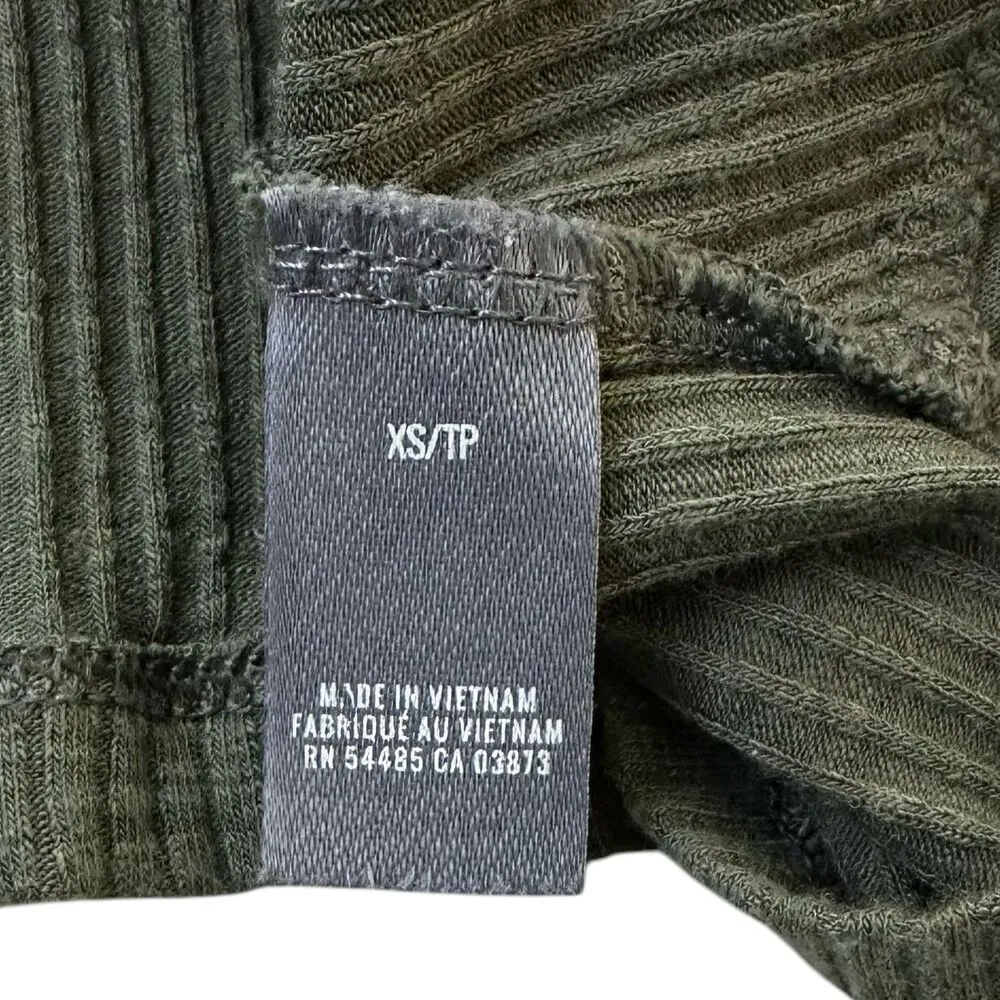 XS/TP
MADE IN VIETNAM
FABRIQUÉ AU VIETNAM
RN 54485 CA 03873